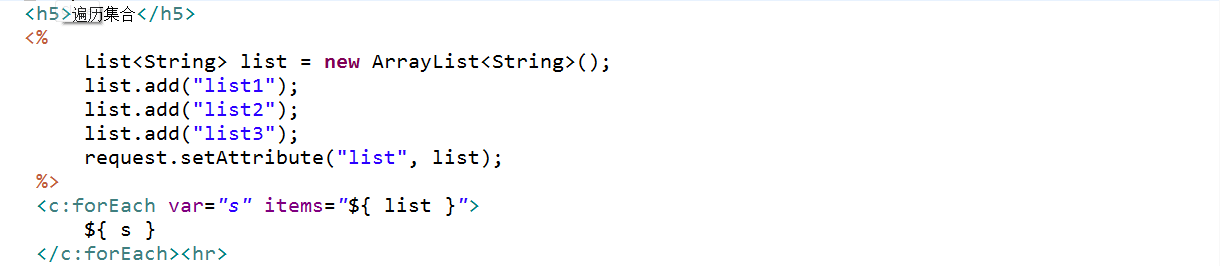 <h5>遍历集合</h5>
<%
List<String> list = new ArrayList<String>();
list.add("list1");
list.add("list2");
list.add("list3");
request.setAttribute("list", list);
%>
<c:forEach var="s" items="${ list }">
${ s }
</c:forEach><hr>